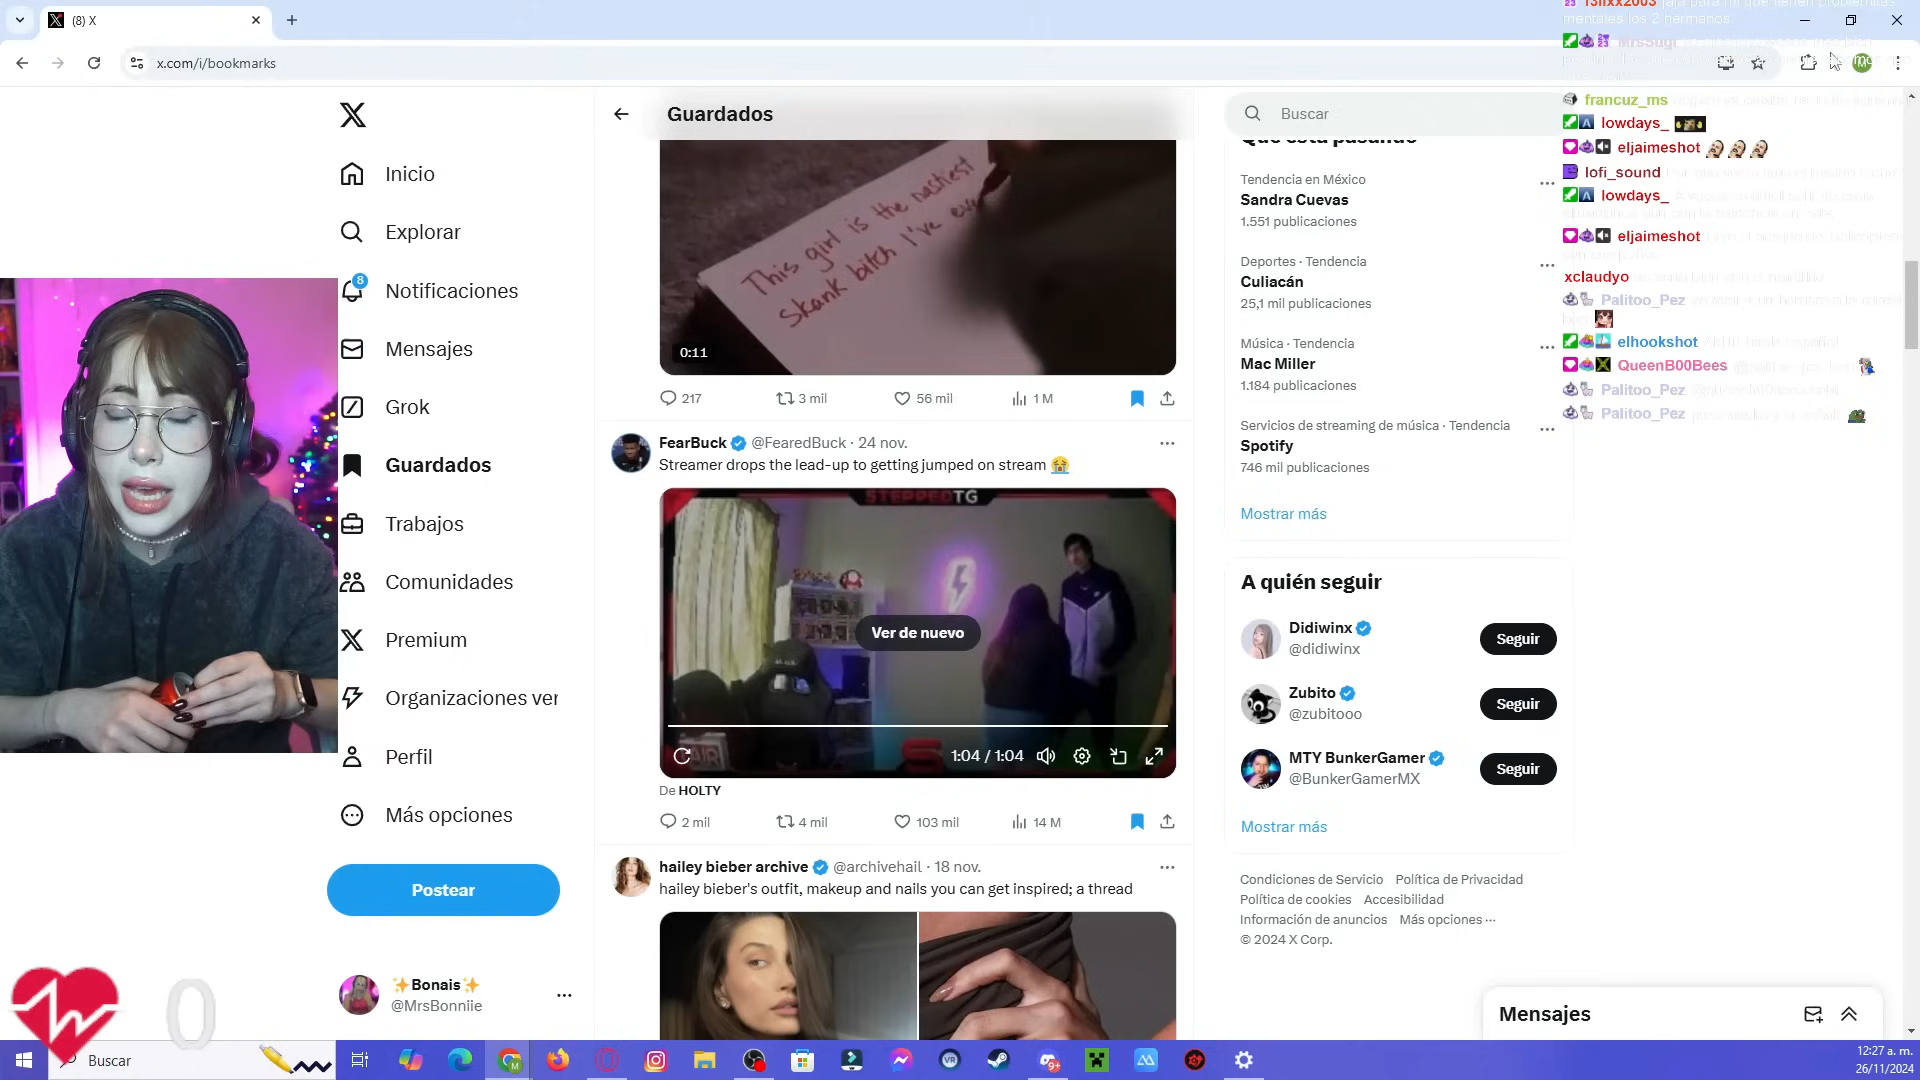 (8) X
x.com/i/bookmarks
Inicio
Explorar
8
Notificaciones
Mensajes
Grok
Guardados
Trabajos
Comunidades
Premium
Organizaciones ver
Perfil
Más opciones
Postear
✨Bonais✨
@MrsBonniie
0
Guardados
This girl is the nastiest
skank bitch I've eve
0:11
217
3 mil
56 mil
1 M
FearBuck @FearedBuck · 24 nov.
Streamer drops the lead-up to getting jumped on stream 😭
STEPPEDTG
Ver de nuevo
1:04 / 1:04
De HOLTY
2 mil
4 mil
103 mil
14 M
hailey bieber archive @archivehail · 18 nov.
hailey bieber's outfit, makeup and nails you can get inspired; a thread
Buscar
Qué está pasando
Tendencia en México
Sandra Cuevas
1.551 publicaciones
Deportes · Tendencia
Culiacán
25,1 mil publicaciones
Música · Tendencia
Mac Miller
1.184 publicaciones
Servicios de streaming de música · Tendencia
Spotify
746 mil publicaciones
Mostrar más
A quién seguir
Didiwinx
@didiwinx
Seguir
Zubito
@zubitooo
Seguir
MTY BunkerGamer
@BunkerGamerMX
Seguir
Mostrar más
Condiciones de Servicio Política de Privacidad
Política de cookies Accesibilidad
Información de anuncios Más opciones ···
© 2024 X Corp.
Mensajes
mentales los 2 hermanos
MrsSugi
francuz_ms
lowdays_
eljaimeshot
lofi_sound
lowdays_
eljaimeshot
xclaudyo
Palitoo_Pez
elhookshot
QueenB00Bees
Palitoo_Pez
Palitoo_Pez
Buscar
9+
12:27 a. m.
26/11/2024